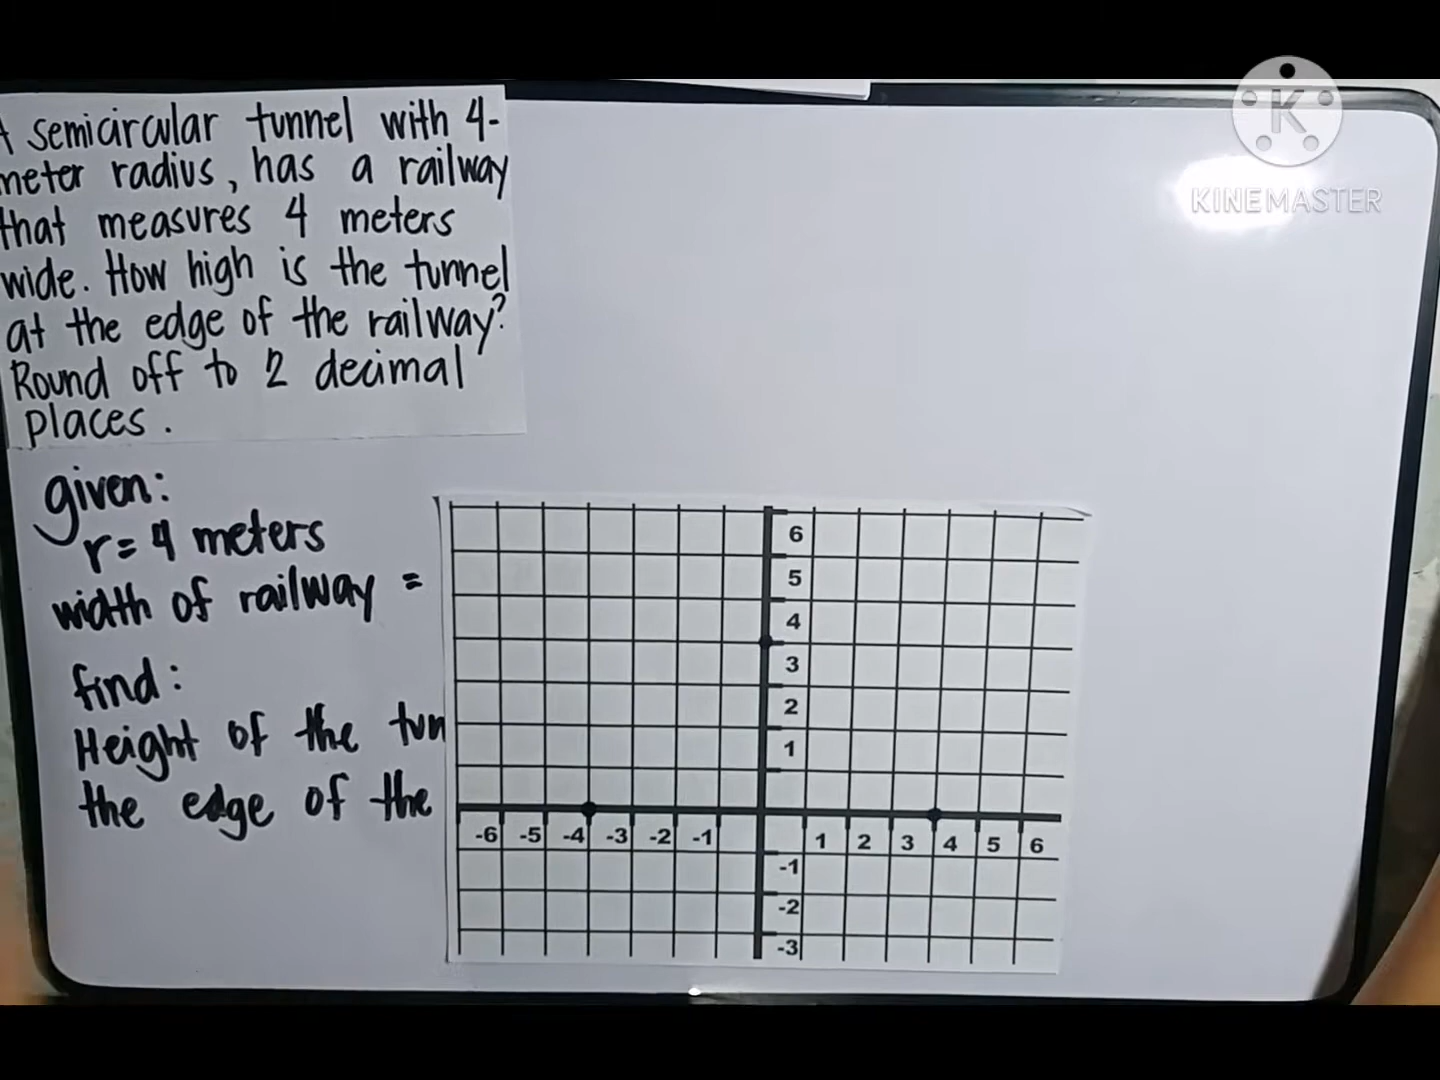 A semicircular tunnel with 4-
meter radius, has a railway
that measures 4 meters
wide. How high is the tunnel
at the edge of the railway?
Round off to 2 decimal
places.
given:
r = 4 meters
width of railway =
find:
Height of the tun
the edge of the
6
5
4
3
2
1
-6 -5 -4 -3 -2 -1 1 2 3 4 5 6
-1
-2
-3
K
KINEMASTER